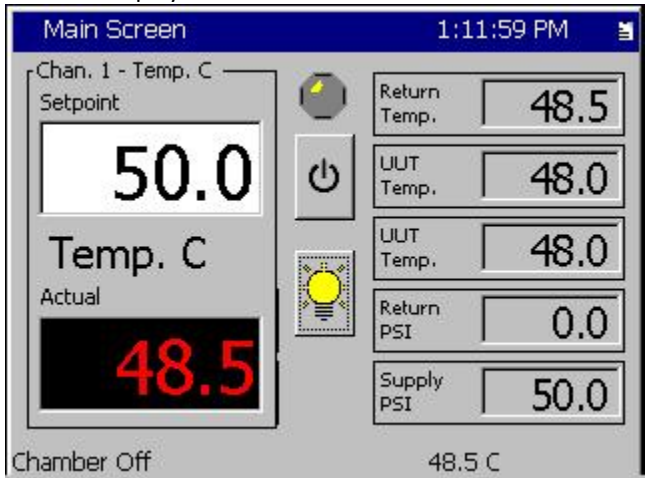 Main Screen 1:11:59 PM
Chan. 1 - Temp. C
Setpoint
50.0
Temp. C
Actual
48.5
Return
Temp.
48.5
UUT
Temp.
48.0
UUT
Temp.
48.0
Return
PSI
0.0
Supply
PSI
50.0
Chamber Off 48.5 C